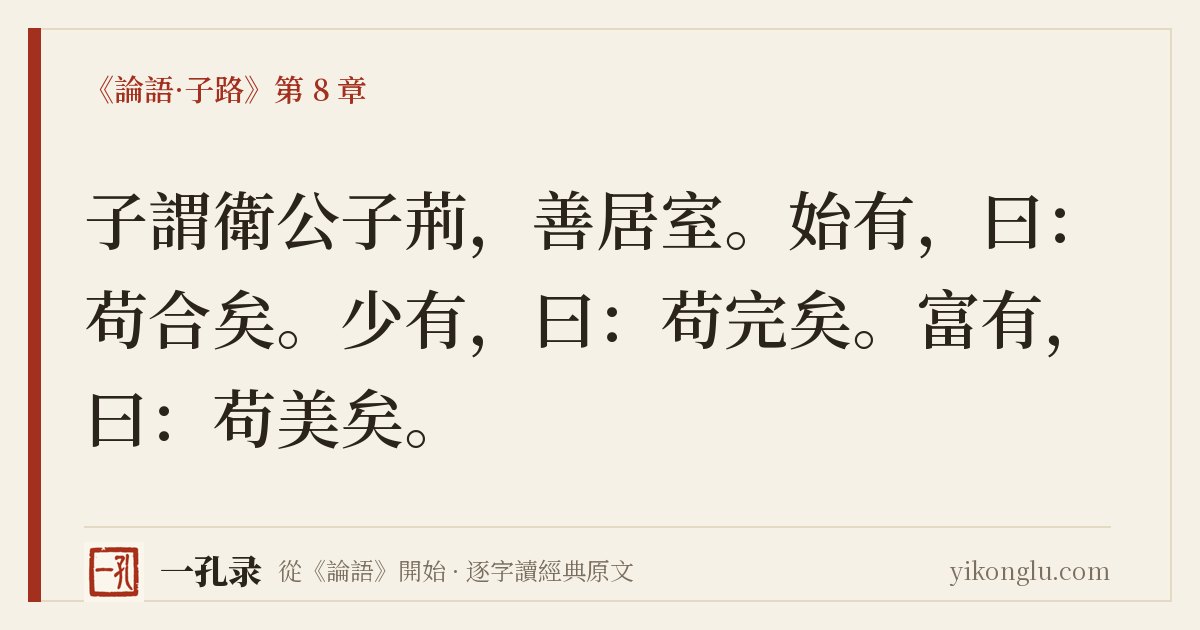 《論語·子路》第 8 章
子謂衛公子荊，善居室。始有，曰：
苟合矣。少有，曰：苟完矣。富有，
曰：苟美矣。
一孔
一孔录 從《論語》開始 · 逐字讀經典原文 yikonglu.com